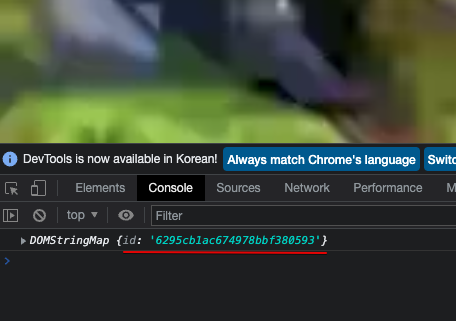 DevTools is now available in Korean! Always match Chrome's language Switc
Elements Console Sources Network Performance M
top ▼ Filter
▶ DOMStringMap {id: '6295cb1ac674978bbf380593'}
>